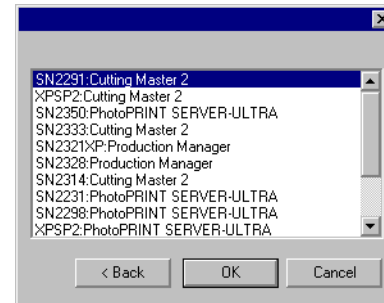 SN2291:Cutting Master 2
XPSP2:Cutting Master 2
SN2350:PhotoPRINT SERVER-ULTRA
SN2333:Cutting Master 2
SN2321XP:Production Manager
SN2328:Production Manager
SN2314:Cutting Master 2
SN2231:PhotoPRINT SERVER-ULTRA
SN2298:PhotoPRINT SERVER-ULTRA
XPSP2:PhotoPRINT SERVER-ULTRA
< Back OK Cancel